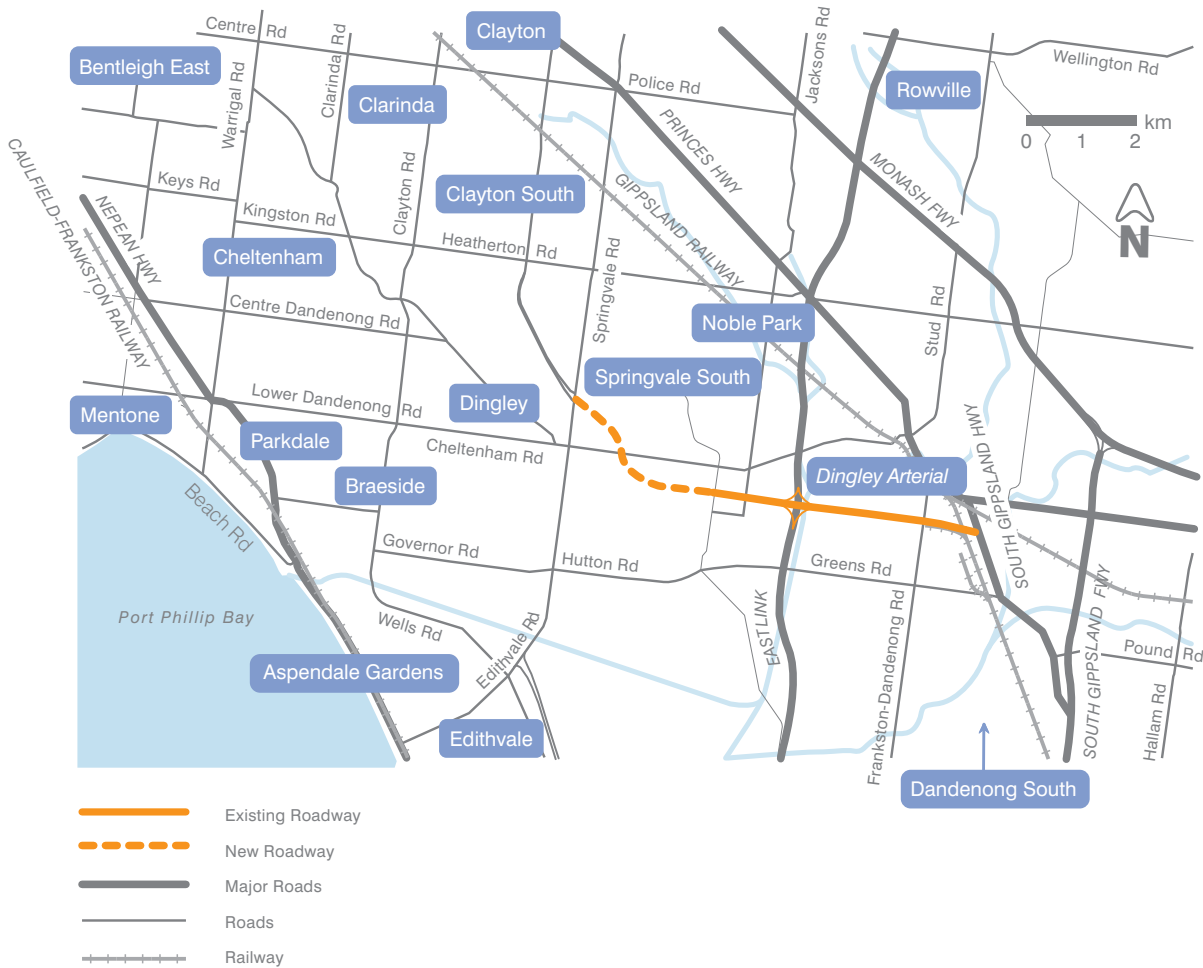 Centre Rd
Clayton
Bentleigh East
Warrigal Rd
Clarinda Rd
Clarinda
Police Rd
Jacksons Rd
Rowville
Wellington Rd
km
0 1 2
CAULFIELD-FRANKSTON RAILWAY
NEPEAN HWY
Keys Rd
Kingston Rd
Clayton Rd
Clayton South
Heatherton Rd
Springvale Rd
GIPPSLAND RAILWAY
PRINCES HWY
MONASH FWY
N
Cheltenham
Centre Dandenong Rd
Noble Park
Stud Rd
Springvale South
Lower Dandenong Rd
Dingley
Mentone
Parkdale
Cheltenham Rd
Braeside
Dingley Arterial
SOUTH GIPPSLAND HWY
Beach Rd
Governor Rd
Hutton Rd
Greens Rd
Port Phillip Bay
Wells Rd
Edithvale Rd
EASTLINK
Frankston-Dandenong Rd
SOUTH GIPPSLAND FWY
Pound Rd
Hallam Rd
Aspendale Gardens
Edithvale
Dandenong South
Existing Roadway
New Roadway
Major Roads
Roads
Railway